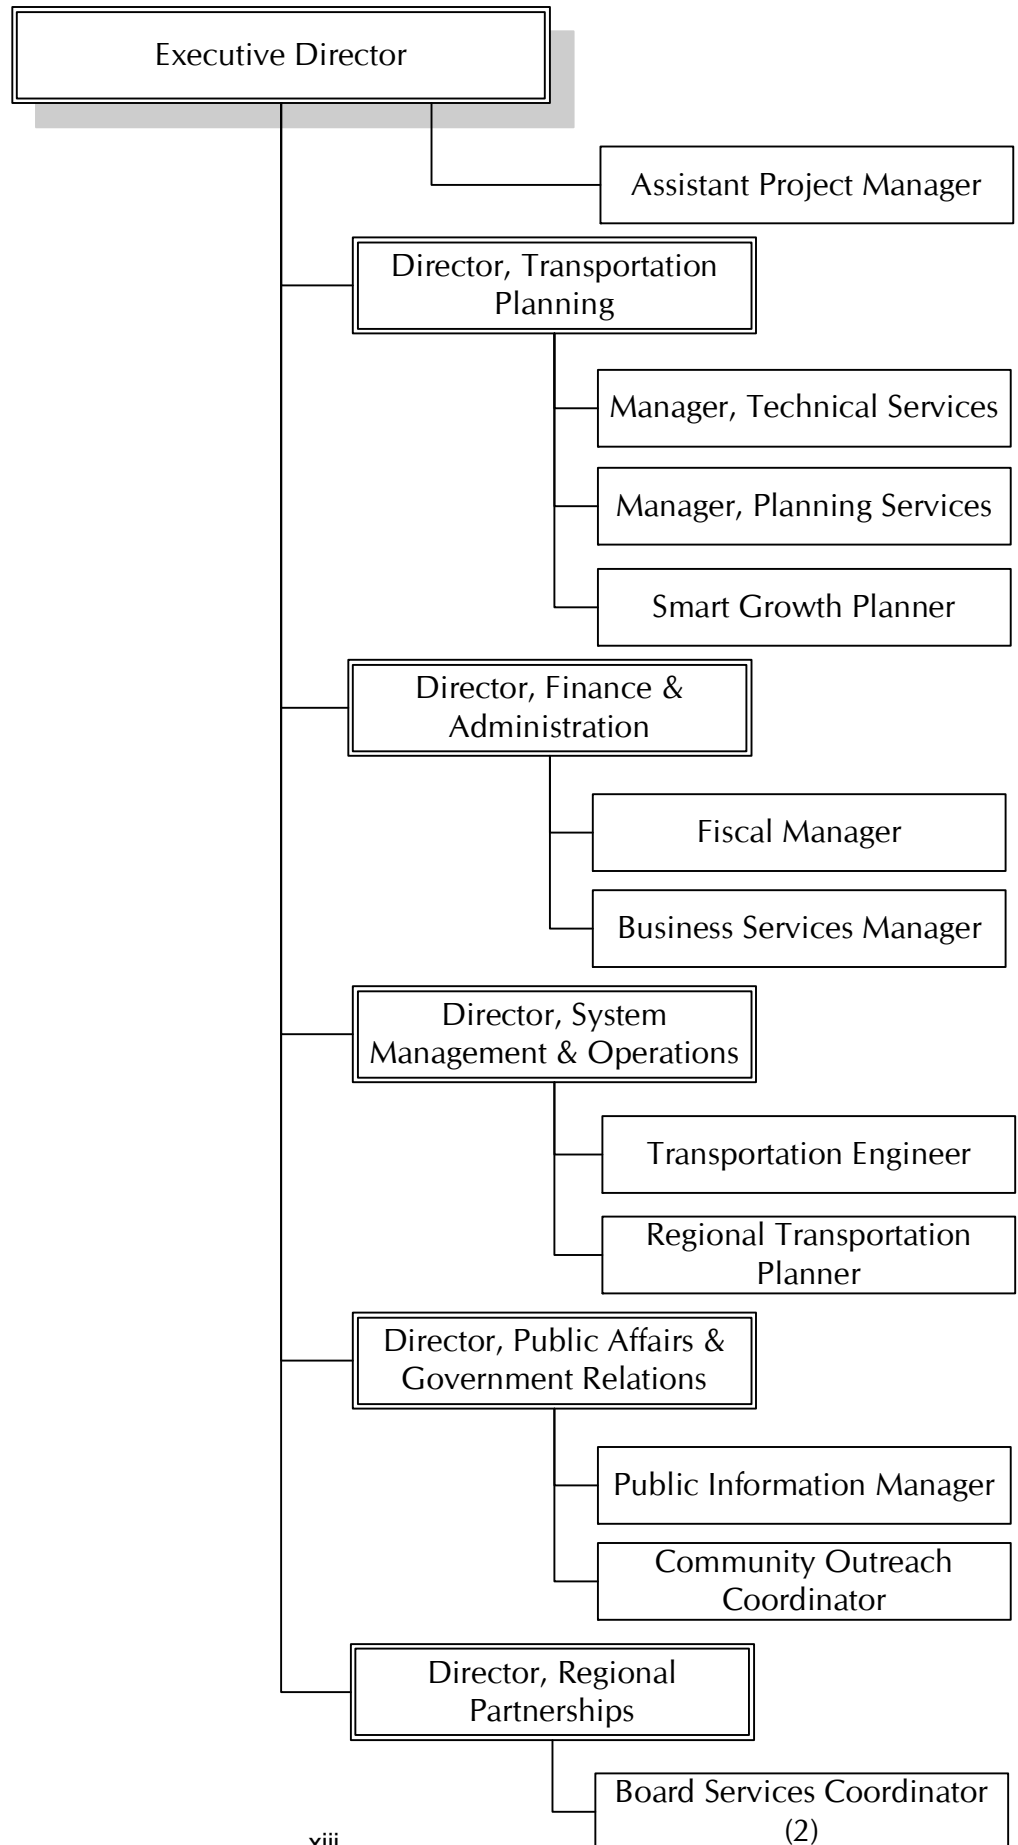 Executive Director
Assistant Project Manager
Director, Transportation
Planning
Manager, Technical Services
Manager, Planning Services
Smart Growth Planner
Director, Finance &
Administration
Fiscal Manager
Business Services Manager
Director, System
Management & Operations
Transportation Engineer
Regional Transportation
Planner
Director, Public Affairs &
Government Relations
Public Information Manager
Community Outreach
Coordinator
Director, Regional
Partnerships
Board Services Coordinator
(2)
xiii